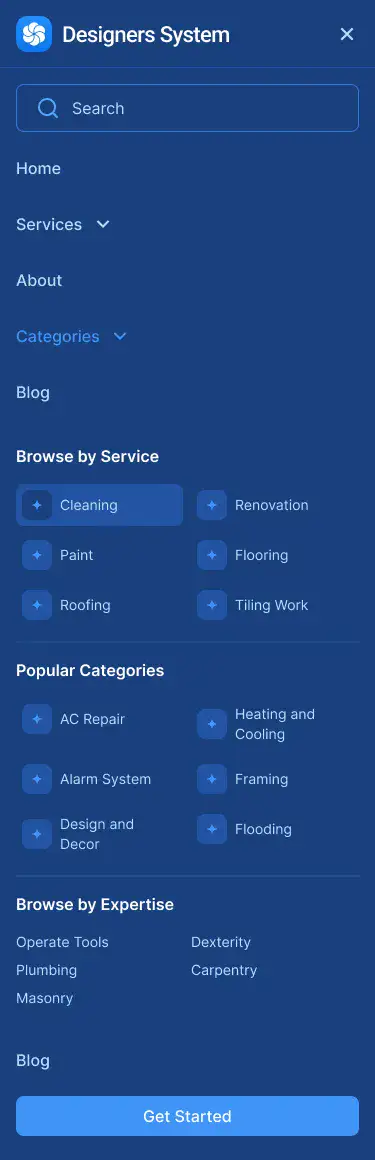 Designers System
Search
Home
Services
About
Categories
Blog
Browse by Service
Cleaning
Renovation
Paint
Flooring
Roofing
Tiling Work
Popular Categories
AC Repair
Heating and
Cooling
Alarm System
Framing
Design and
Decor
Flooding
Browse by Expertise
Operate Tools
Dexterity
Plumbing
Carpentry
Masonry
Blog
Get Started